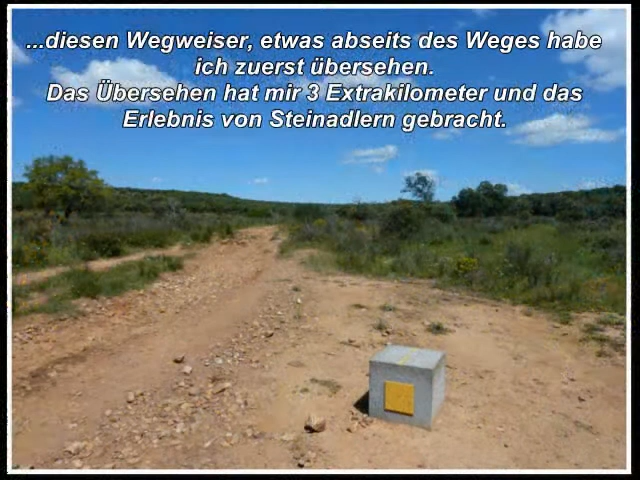 ...diesen Wegweiser, etwas abseits des Weges habe
ich zuerst übersehen.
Das Übersehen hat mir 3 Extrakilometer und das
Erlebnis von Steinadlern gebracht.